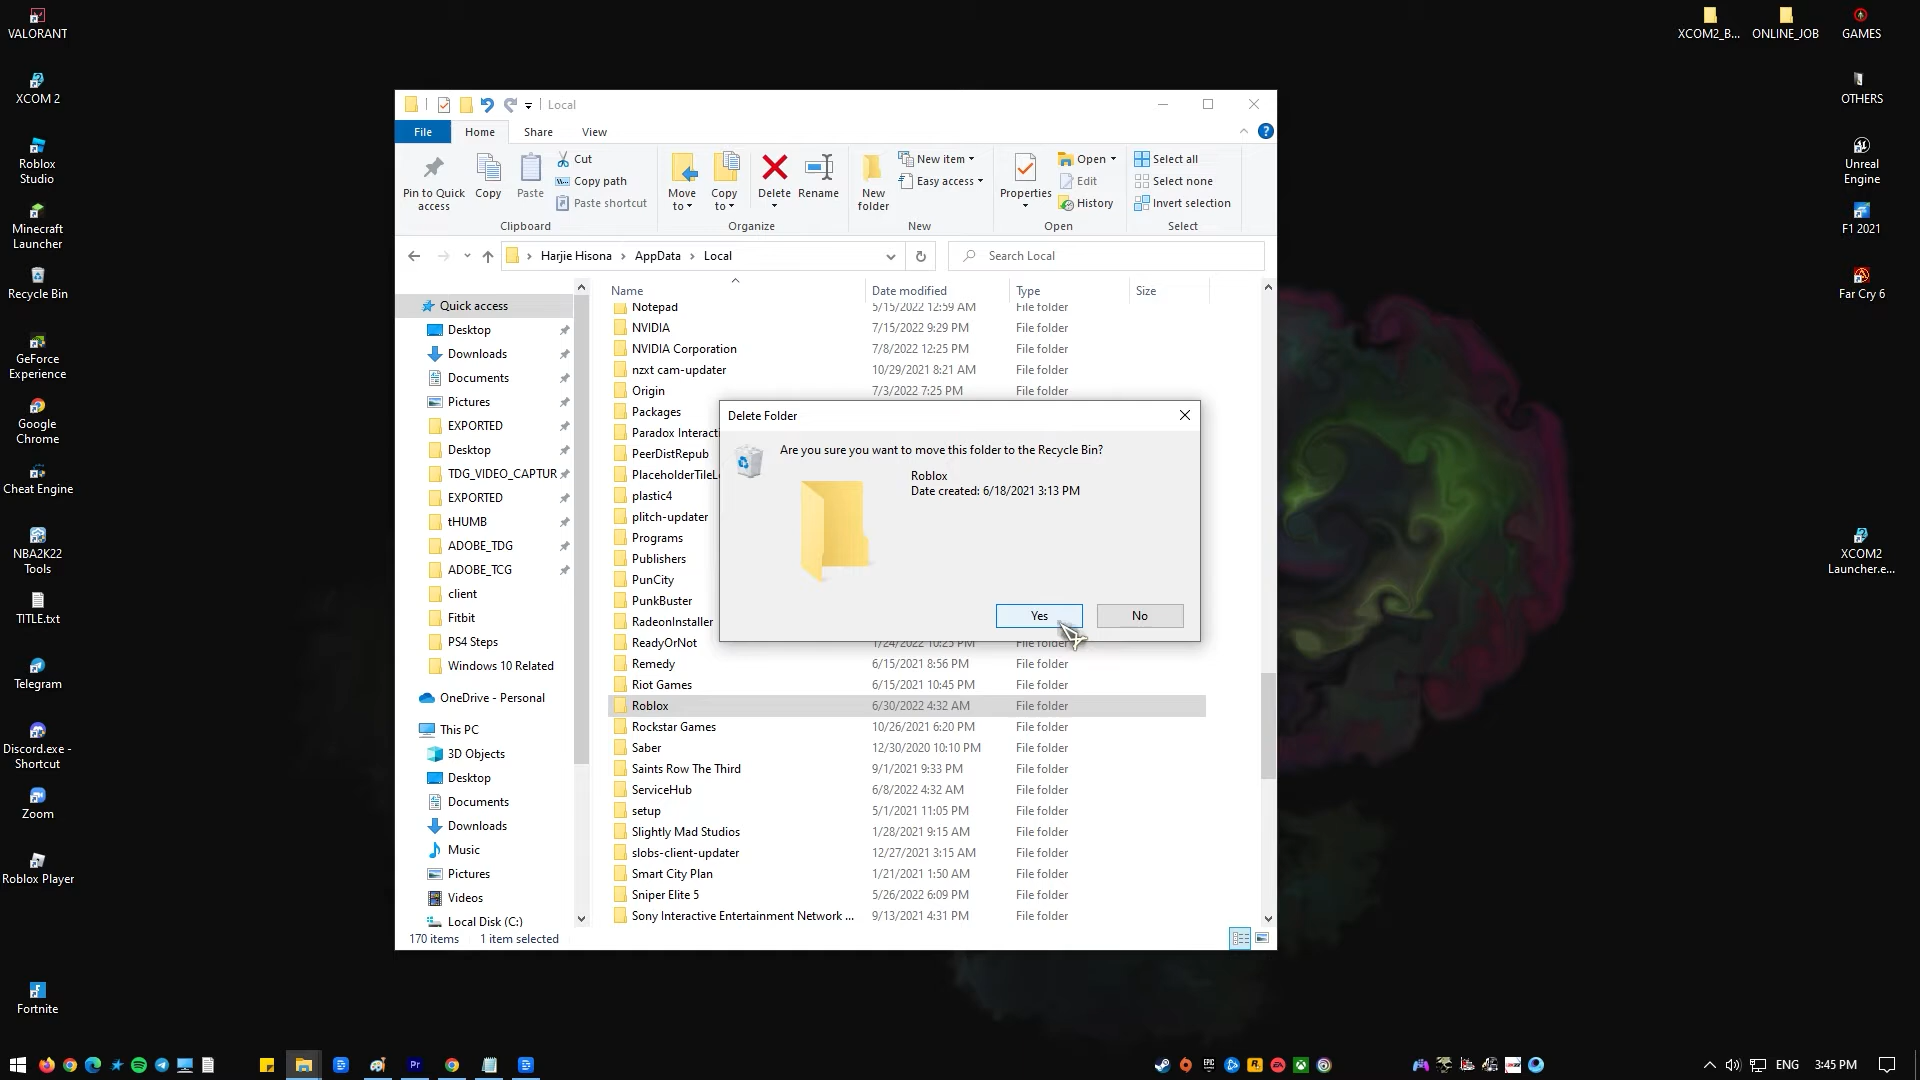 VALORANT
XCOM 2
Roblox
Studio
Minecraft
Launcher
Recycle Bin
GeForce
Experience
Google
Chrome
Cheat Engine
NBA2K22
Tools
TITLE.txt
Telegram
Discord.exe -
Shortcut
Zoom
Roblox Player
Fortnite
XCOM2_B...
ONLINE_JOB
GAMES
OTHERS
Unreal
Engine
F1 2021
Far Cry 6
XCOM2
Launcher.e...
Local
File
Home
Share
View
Pin to Quick
access
Copy
Paste
Cut
Copy path
Paste shortcut
Clipboard
Move
to
Copy
to
Delete
Rename
Organize
New
folder
New item
Easy access
New
Properties
Open
Edit
History
Open
Select all
Select none
Invert selection
Select
Harjie Hisona
AppData
Local
Search Local
Quick access
Desktop
Downloads
Documents
Pictures
EXPORTED
Desktop
TDG_VIDEO_CAPTUR
EXPORTED
tHUMB
ADOBE_TDG
ADOBE_TCG
client
Fitbit
PS4 Steps
Windows 10 Related
OneDrive - Personal
This PC
3D Objects
Desktop
Documents
Downloads
Music
Pictures
Videos
Local Disk (C:)
Name Date modified Type Size
Notepad 5/15/2022 12:59 AM File folder
NVIDIA 7/15/2022 9:29 PM File folder
NVIDIA Corporation 7/8/2022 12:25 PM File folder
nzxt cam-updater 10/29/2021 8:21 AM File folder
Origin 7/3/2022 7:25 PM File folder
Packages
Paradox Interacti
PeerDistRepub
PlaceholderTileL
plastic4
plitch-updater
Programs
Publishers
PunCity
PunkBuster
RadeonInstaller
ReadyOrNot 1/24/2022 10:25 PM File folder
Remedy 6/15/2021 8:56 PM File folder
Riot Games 6/15/2021 10:45 PM File folder
Roblox 6/30/2022 4:32 AM File folder
Rockstar Games 10/26/2021 6:20 PM File folder
Saber 12/30/2020 10:10 PM File folder
Saints Row The Third 9/1/2021 9:33 PM File folder
ServiceHub 6/8/2022 4:32 AM File folder
setup 5/1/2021 11:05 PM File folder
Slightly Mad Studios 1/28/2021 9:15 AM File folder
slobs-client-updater 12/27/2021 3:15 AM File folder
Smart City Plan 1/21/2021 1:50 AM File folder
Sniper Elite 5 5/26/2022 6:09 PM File folder
Sony Interactive Entertainment Network ... 9/13/2021 4:31 PM File folder
Delete Folder
Are you sure you want to move this folder to the Recycle Bin?
Roblox
Date created: 6/18/2021 3:13 PM
Yes
No
170 items 1 item selected
Pr
EPIC
EA
ENG
3:45 PM